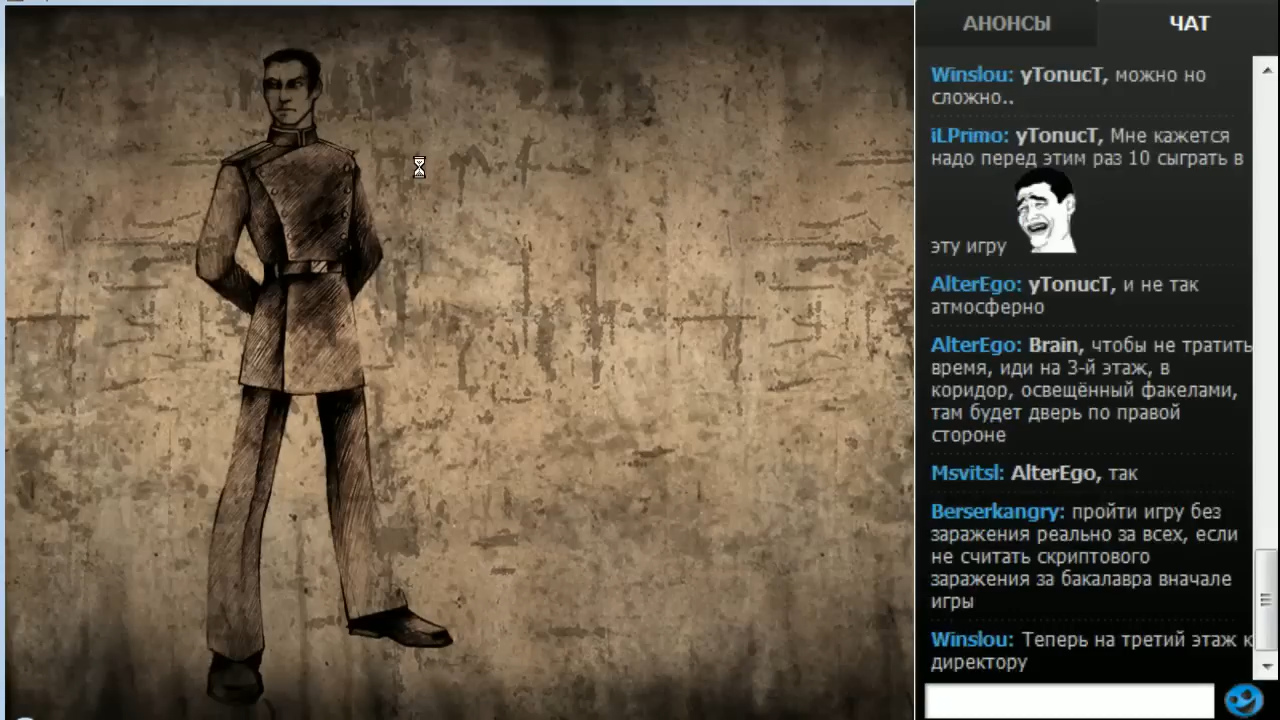 АНОНСЫ
ЧАТ
Winslou: yTonucT, можно но
сложно..
iLPrimo: yTonucT, Мне кажется
надо перед этим раз 10 сыграть в
эту игру
AlterEgo: yTonucT, и не так
атмосферно
AlterEgo: Brain, чтобы не тратить
время, иди на 3-й этаж, в
коридор, освещённый факелами,
там будет дверь по правой
стороне
Msvitsl: AlterEgo, так
Berserkangry: пройти игру без
заражения реально за всех, если
не считать скриптового
заражения за бакалавра вначале
игры
Winslou: Теперь на третий этаж к
директору